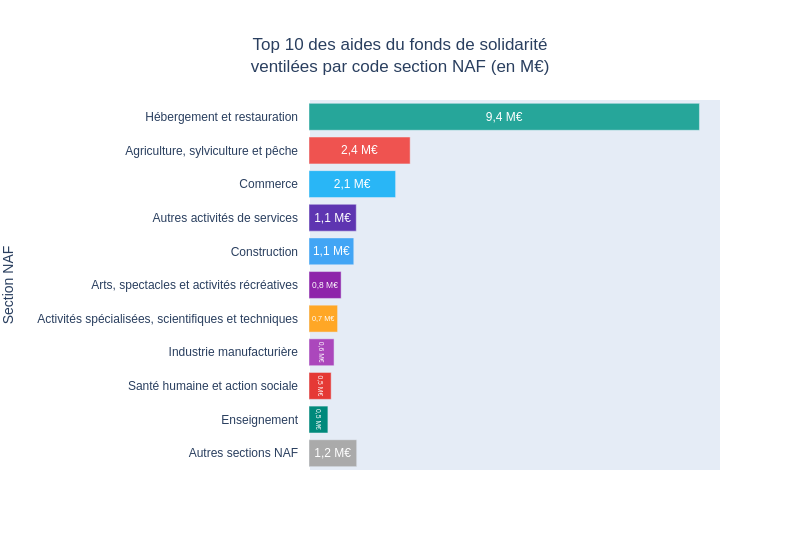 Top 10 des aides du fonds de solidarité
ventilées par code section NAF (en M€)
Section NAF
Hébergement et restauration 9,4 M€
Agriculture, sylviculture et pêche 2,4 M€
Commerce 2,1 M€
Autres activités de services 1,1 M€
Construction 1,1 M€
Arts, spectacles et activités récréatives 0,8 M€
Activités spécialisées, scientifiques et techniques 0,7 M€
Industrie manufacturière 0,6 M€
Santé humaine et action sociale 0,5 M€
Enseignement 0,5 M€
Autres sections NAF 1,2 M€